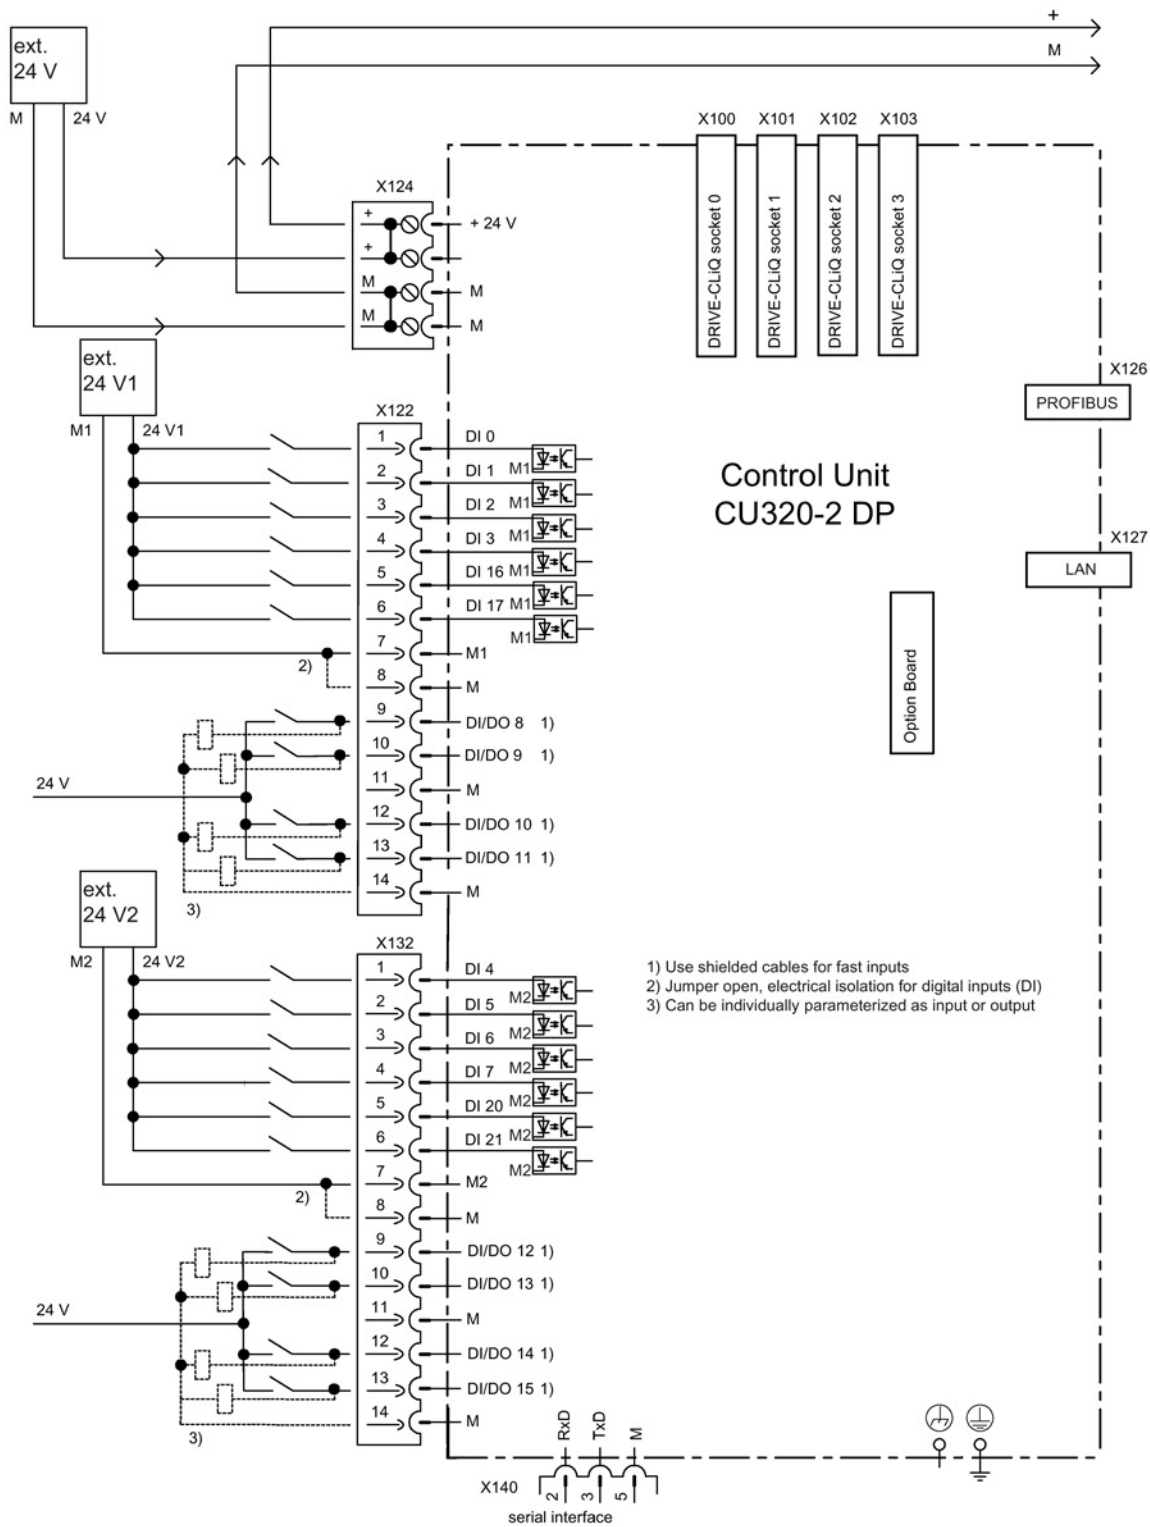 +
M
ext.
24 V
M 24 V
X100 X101 X102 X103
DRIVE-CLiQ socket 0
DRIVE-CLiQ socket 1
DRIVE-CLiQ socket 2
DRIVE-CLiQ socket 3
X124
+ + 24 V
+
M M
M M
X126
PROFIBUS
X127
LAN
Control Unit
CU320-2 DP
Option Board
ext.
24 V1
M1 24 V1
X122
1 DI 0
M1
2 DI 1
M1
3 DI 2
M1
4 DI 3
M1
5 DI 16
M1
6 DI 17
M1
7 M1
2)
8 M
9 DI/DO 8 1)
10 DI/DO 9 1)
24 V
11 M
12 DI/DO 10 1)
13 DI/DO 11 1)
14 M
3)
ext.
24 V2
M2 24 V2
X132
1 DI 4
M2
2 DI 5
M2
3 DI 6
M2
4 DI 7
M2
5 DI 20
M2
6 DI 21
M2
7 M2
2)
8 M
9 DI/DO 12 1)
10 DI/DO 13 1)
24 V
11 M
12 DI/DO 14 1)
13 DI/DO 15 1)
14 M
3)
1) Use shielded cables for fast inputs
2) Jumper open, electrical isolation for digital inputs (DI)
3) Can be individually parameterized as input or output
RxD TxD M
X140
2 3 5
serial interface